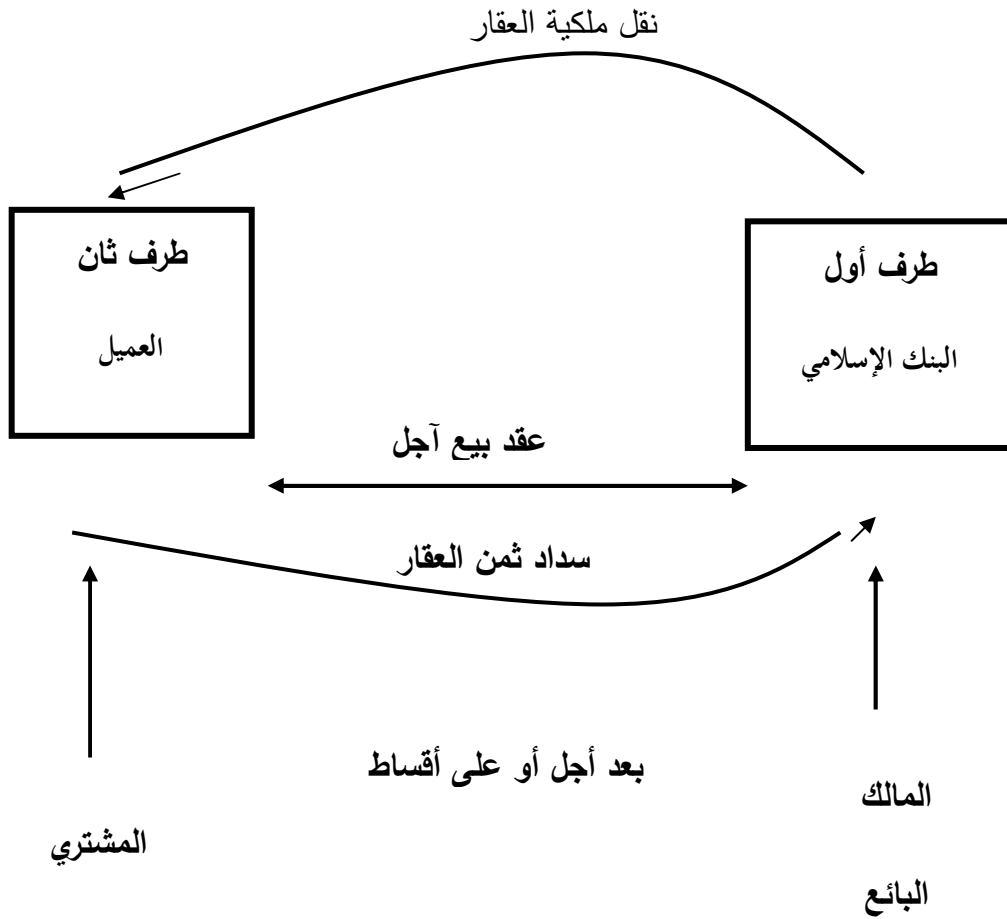 نقل ملكية العقار
طرف أول
البنك الإسلامي
طرف ثان
العميل
عقد بيع آجل
سداد ثمن العقار
بعد أجل أو على أقساط
المالك
البائع
المشتري